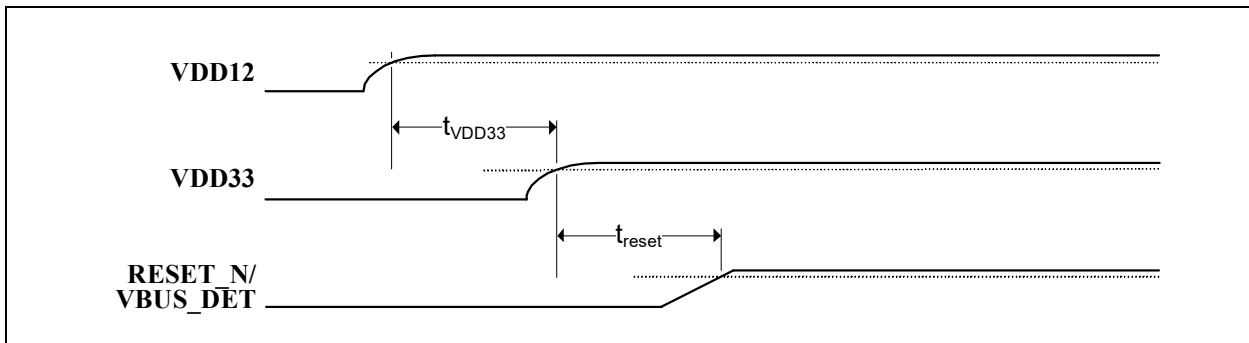 VDD12
tVDD33
VDD33
treset
RESET_N/
VBUS_DET